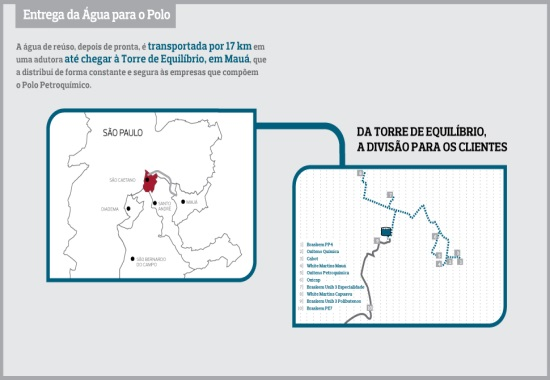 Entrega da Água para o Polo
A água de reúso, depois de pronta, é transportada por 17 km em
uma adutora até chegar à Torre de Equilíbrio, em Mauá, que
a distribui de forma constante e segura às empresas que compõem
o Polo Petroquímico.
SÃO PAULO
SÃO CAETANO
DIADEMA
SANTO
ANDRÉ
MAUÁ
SÃO BERNARDO
DO CAMPO
DA TORRE DE EQUILÍBRIO,
A DIVISÃO PARA OS CLIENTES
Braskem PP4
Oxiteno Química
Cabot
White Martins Mauá
Oxiteno Petroquímica
Oxicap
Braskem Unib 3 Especialidade
White Martins Capuava
Braskem Unib 3 Poliolefinas
Braskem PE7